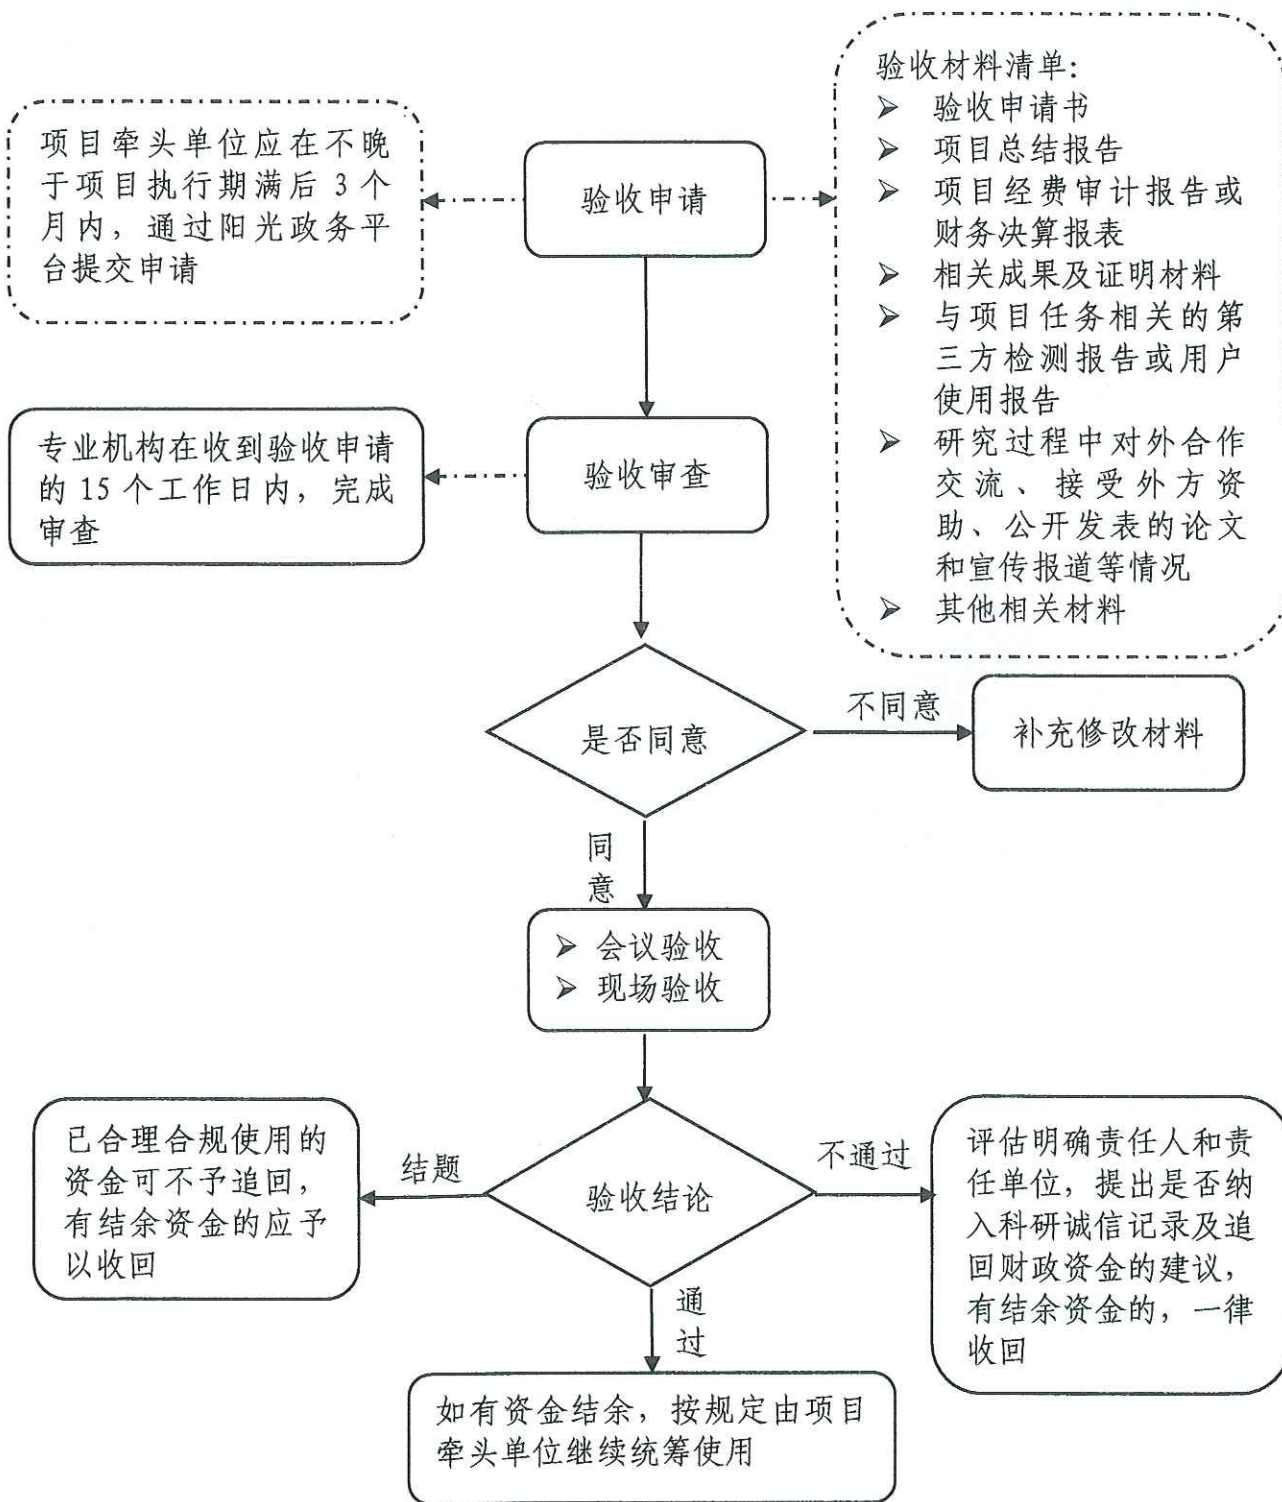 验收材料清单：
➢ 验收申请书
➢ 项目总结报告
➢ 项目经费审计报告或
财务决算报表
➢ 相关成果及证明材料
➢ 与项目任务相关的第
三方检测报告或用户
使用报告
➢ 研究过程中对外合作
交流、接受外方资
助、公开发表的论文
和宣传报道等情况
➢ 其他相关材料
项目牵头单位应在不晚
于项目执行期满后 3 个
月内，通过阳光政务平
台提交申请
验收申请
专业机构在收到验收申请
的 15 个工作日内，完成
审查
验收审查
是否同意
不同意
补充修改材料
同
意
➢ 会议验收
➢ 现场验收
已合理合规使用的
资金可不予追回，
有结余资金的应予
以收回
结题
验收结论
不通过
评估明确责任人和责
任单位，提出是否纳
入科研诚信记录及追
回财政资金的建议，
有结余资金的，一律
收回
通
过
如有资金结余，按规定由项目
牵头单位继续统筹使用